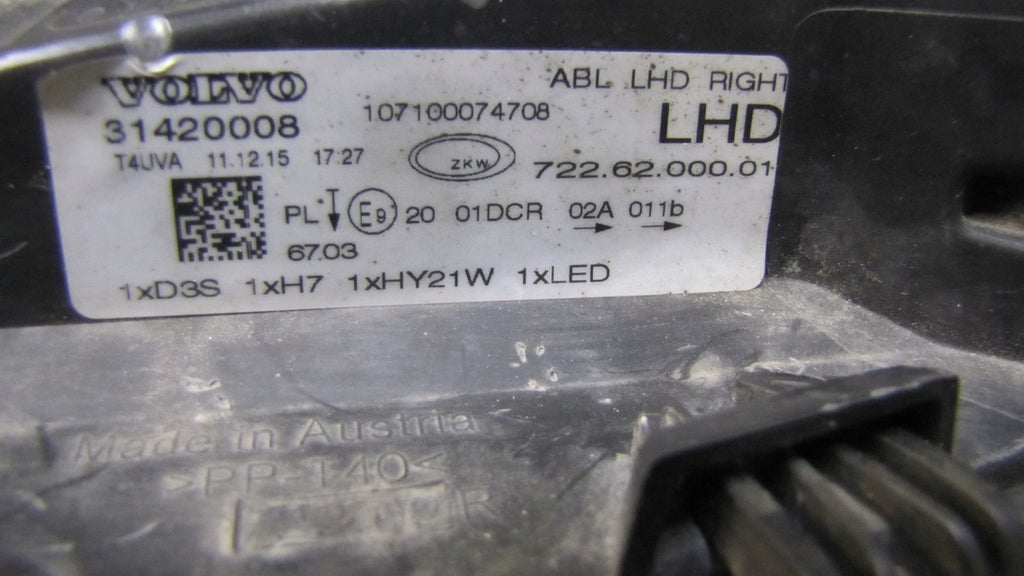 VOLVO
ABL LHD RIGHT
31420008
107100074708
LHD
T4UVA 11.12.15 17:27
ZKW
722.62.000.01
PL E9 20 01DCR 02A 011b
67.03
1xD3S 1xH7 1xHY21W 1xLED
Made in Austria
>PP-T40<
R